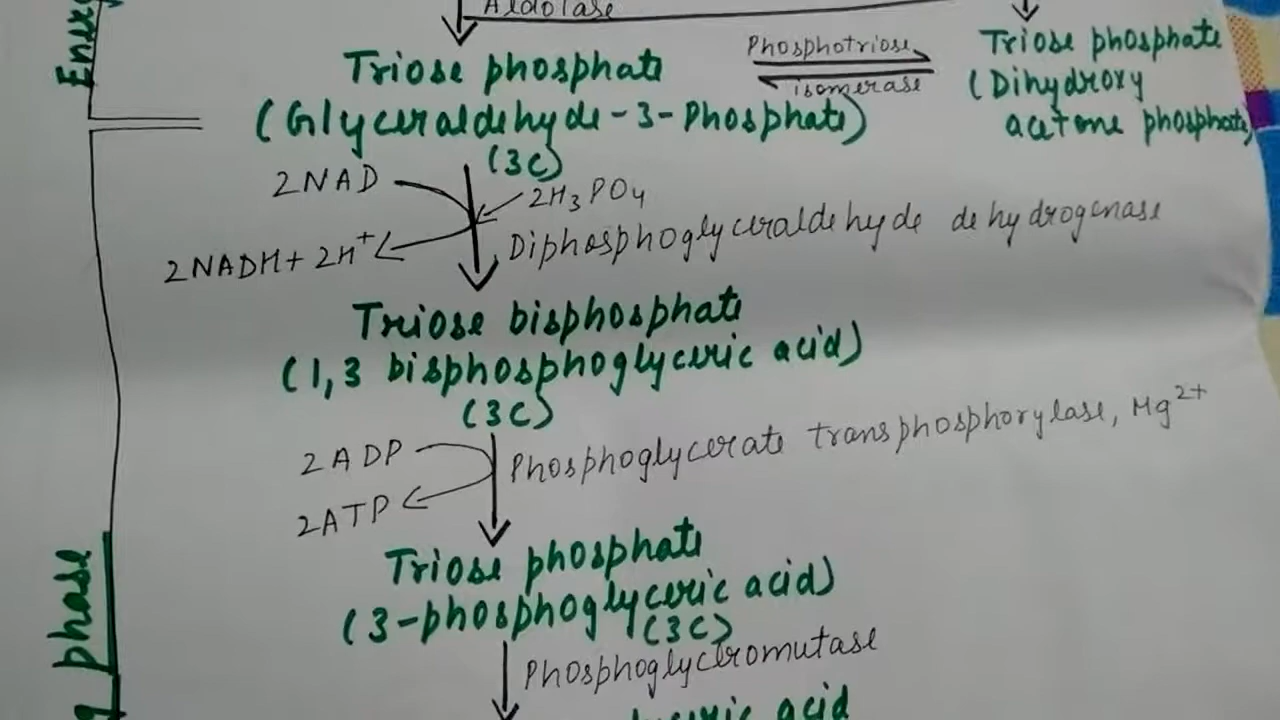 Aldolase
Triose phosphate
(Glyceraldehyde-3-Phosphate)
(3C)
Phosphotriose
isomerase
Triose phosphate
(Dihydroxy
acetone phosphate)
2NAD
2H3PO4
2NADH+ 2H+
Diphosphoglyceraldehyde dehydrogenase
Triose bisphosphate
(1,3 bisphosphoglyceric acid)
(3C)
2ADP
2ATP
Phosphoglycerate transphosphorylase, Mg2+
Triose phosphate
(3-phosphoglyceric acid)
(3C)
Phosphoglyceromutase
acid
phase